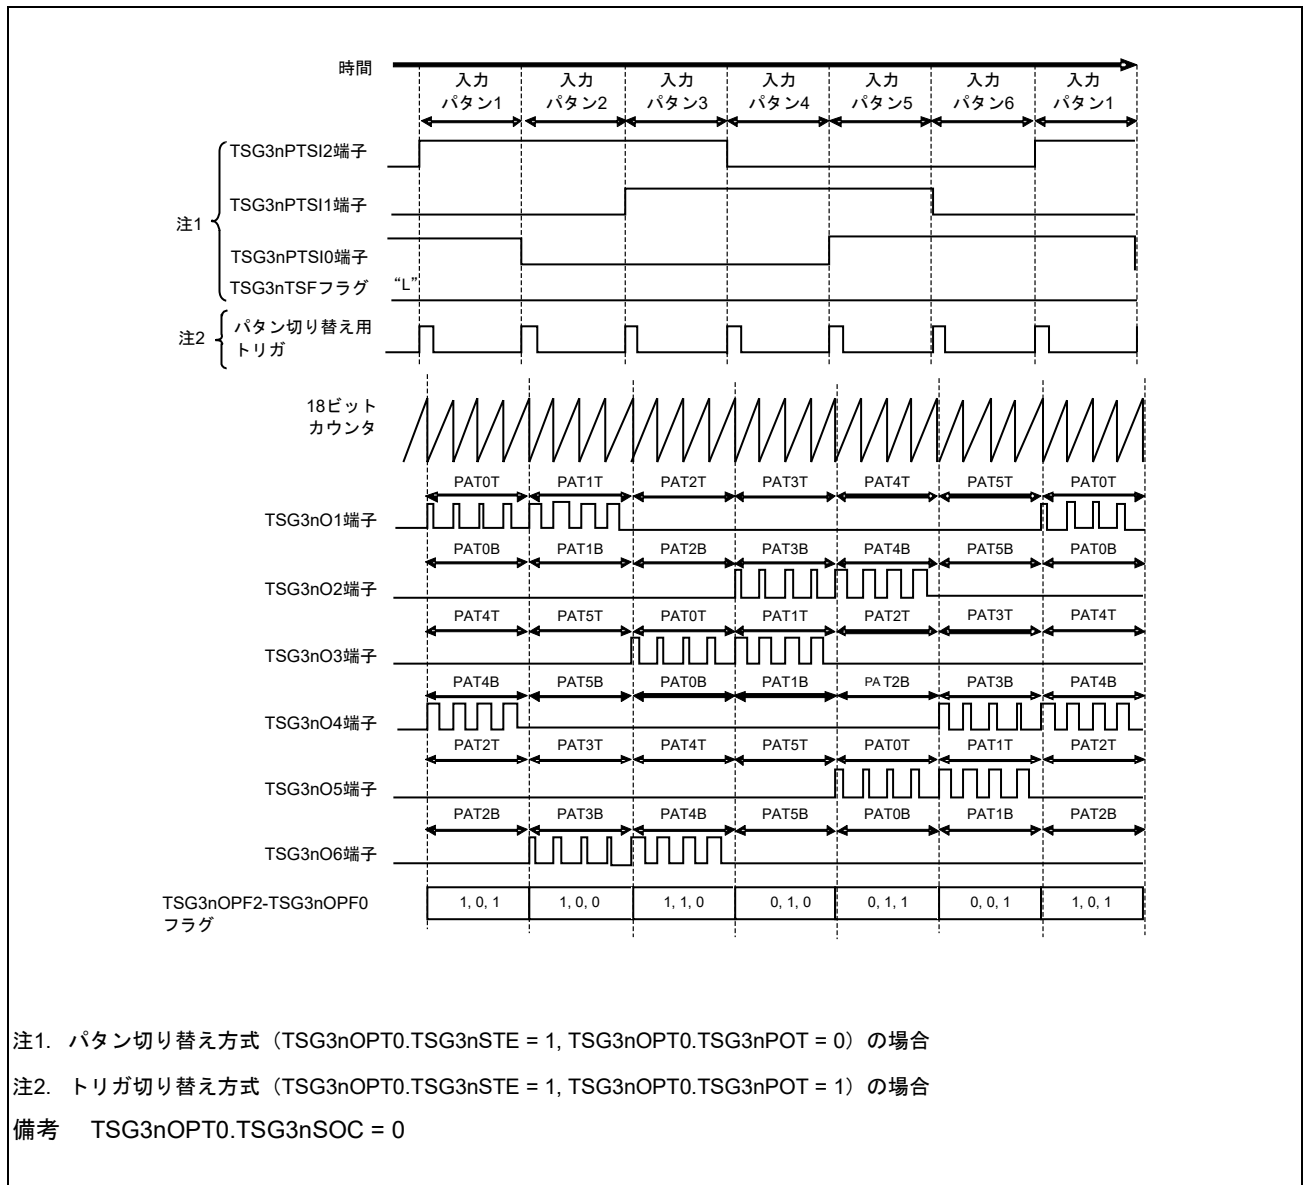 時間
入力 入力 入力 入力 入力 入力 入力
パタン1 パタン2 パタン3 パタン4 パタン5 パタン6 パタン1
TSG3nPTSI2端子
TSG3nPTSI1端子
注1
TSG3nPTSI0端子
TSG3nTSFフラグ “L”
注2 パタン切り替え用
トリガ
18ビット
カウンタ
PAT0T PAT1T PAT2T PAT3T PAT4T PAT5T PAT0T
TSG3nO1端子
PAT0B PAT1B PAT2B PAT3B PAT4B PAT5B PAT0B
TSG3nO2端子
PAT4T PAT5T PAT0T PAT1T PAT2T PAT3T PAT4T
TSG3nO3端子
PAT4B PAT5B PAT0B PAT1B PAT2B PAT3B PAT4B
TSG3nO4端子
PAT2T PAT3T PAT4T PAT5T PAT0T PAT1T PAT2T
TSG3nO5端子
PAT2B PAT3B PAT4B PAT5B PAT0B PAT1B PAT2B
TSG3nO6端子
TSG3nOPF2-TSG3nOPF0 1, 0, 1 1, 0, 0 1, 1, 0 0, 1, 0 0, 1, 1 0, 0, 1 1, 0, 1
フラグ
注1. パタン切り替え方式（TSG3nOPT0.TSG3nSTE = 1, TSG3nOPT0.TSG3nPOT = 0）の場合
注2. トリガ切り替え方式（TSG3nOPT0.TSG3nSTE = 1, TSG3nOPT0.TSG3nPOT = 1）の場合
備考 TSG3nOPT0.TSG3nSOC = 0